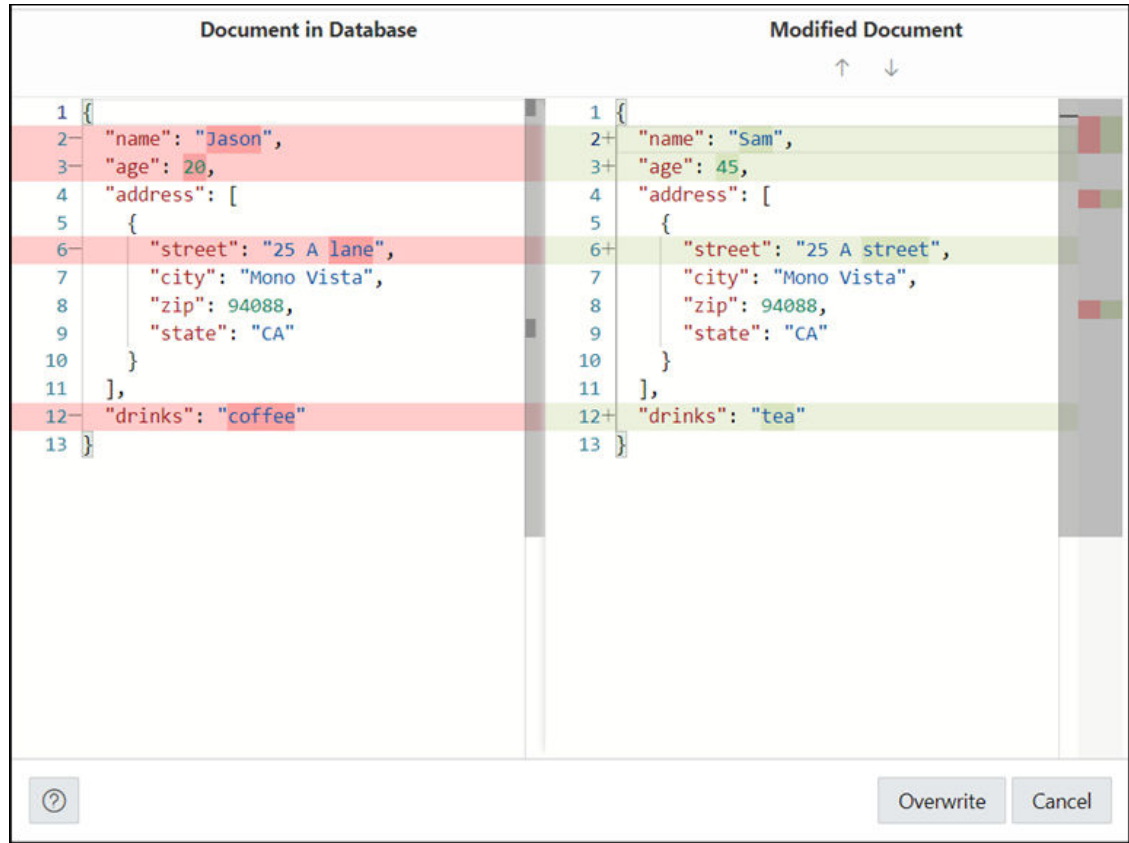 Document in Database
1 {
2− "name": "Jason",
3− "age": 20,
4 "address": [
5 {
6− "street": "25 A lane",
7 "city": "Mono Vista",
8 "zip": 94088,
9 "state": "CA"
10 }
11 ],
12− "drinks": "coffee"
13 }
Modified Document
↑ ↓
1 {
2+ "name": "Sam",
3+ "age": 45,
4 "address": [
5 {
6+ "street": "25 A street",
7 "city": "Mono Vista",
8 "zip": 94088,
9 "state": "CA"
10 }
11 ],
12+ "drinks": "tea"
13 }
?
Overwrite
Cancel